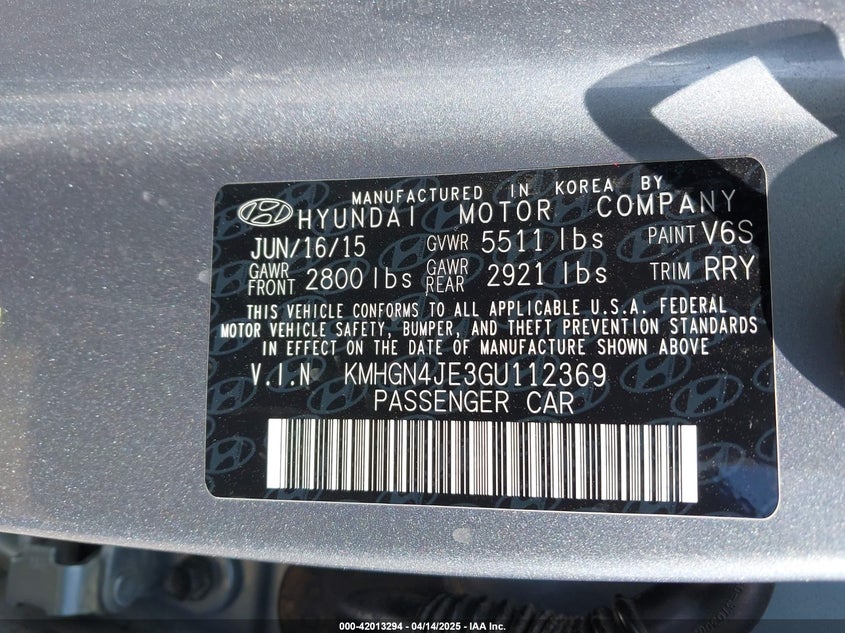 MANUFACTURED IN KOREA BY
HYUNDAI MOTOR COMPANY
JUN/16/15 GVWR 5511 lbs PAINT V6S
GAWR FRONT 2800 lbs GAWR REAR 2921 lbs TRIM RRY
THIS VEHICLE CONFORMS TO ALL APPLICABLE U.S.A. FEDERAL
MOTOR VEHICLE SAFETY, BUMPER, AND THEFT PREVENTION STANDARDS
IN EFFECT ON THE DATE OF MANUFACTURE SHOWN ABOVE
V.I.N KMHGN4JE3GU112369
PASSENGER CAR
000-42013294 - 04/14/2025 - IAA Inc.